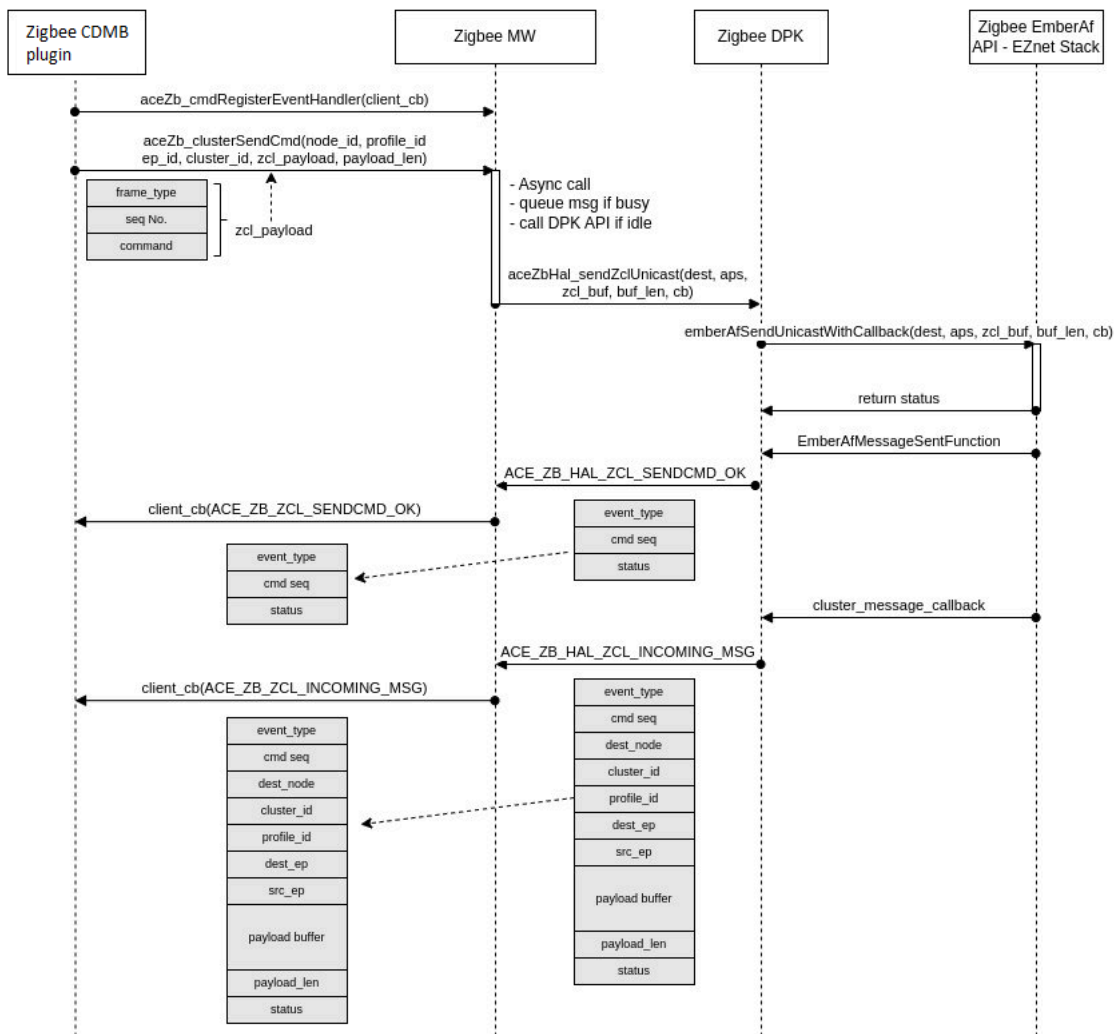 Zigbee CDMB
plugin
Zigbee MW
Zigbee DPK
Zigbee EmberAf
API - EZnet Stack
aceZb_cmdRegisterEventHandler(client_cb)
aceZb_clusterSendCmd(node_id, profile_id
ep_id, cluster_id, zcl_payload, payload_len)
frame_type
seq No.
command
zcl_payload
- Async call
- queue msg if busy
- call DPK API if idle
aceZbHal_sendZclUnicast(dest, aps,
zcl_buf, buf_len, cb)
emberAfSendUnicastWithCallback(dest, aps, zcl_buf, buf_len, cb)
return status
EmberAfMessageSentFunction
ACE_ZB_HAL_ZCL_SENDCMD_OK
client_cb(ACE_ZB_ZCL_SENDCMD_OK)
event_type
cmd seq
status
event_type
cmd seq
status
cluster_message_callback
ACE_ZB_HAL_ZCL_INCOMING_MSG
client_cb(ACE_ZB_ZCL_INCOMING_MSG)
event_type
cmd seq
dest_node
cluster_id
profile_id
dest_ep
src_ep
payload buffer
payload_len
status
event_type
cmd seq
dest_node
cluster_id
profile_id
dest_ep
src_ep
payload buffer
payload_len
status